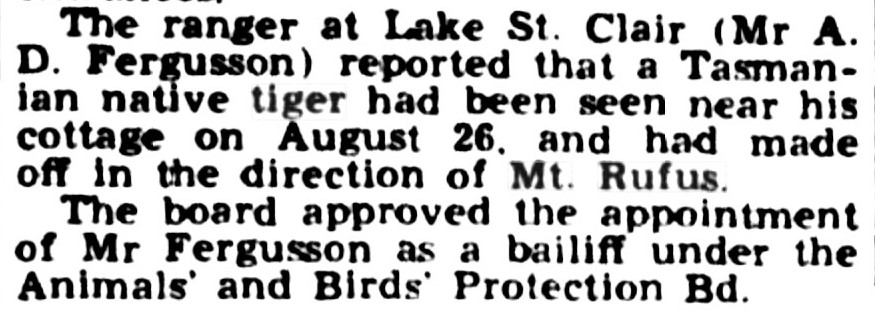 The ranger at Lake St. Clair (Mr A.
D. Fergusson) reported that a Tasman-
ian native tiger had been seen near his
cottage on August 26, and had made
off in the direction of Mt. Rufus.
The board approved the appointment
of Mr Fergusson as a bailiff under the
Animals' and Birds' Protection Bd.